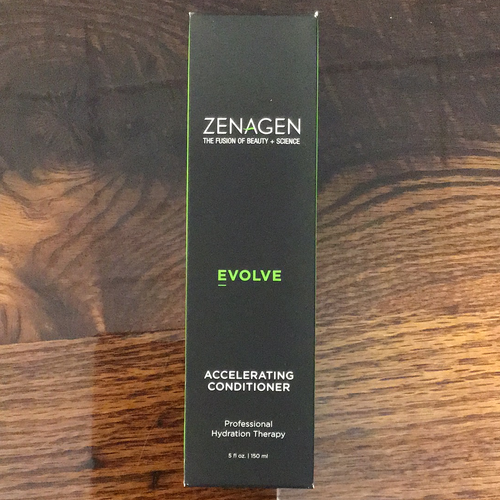 ZENAGEN
THE FUSION OF BEAUTY + SCIENCE
EVOLVE
ACCELERATING
CONDITIONER
Professional
Hydration Therapy
5 fl oz. | 150 ml